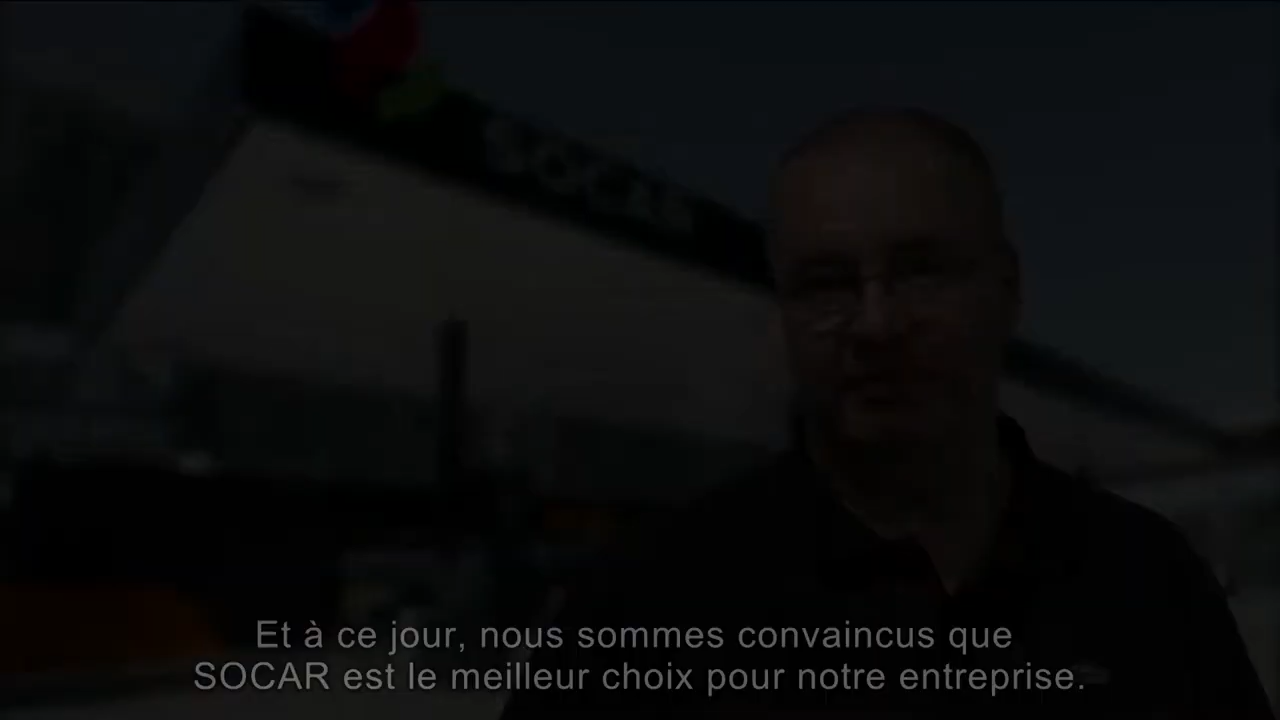 SOCAR
Et à ce jour, nous sommes convaincus que
SOCAR est le meilleur choix pour notre entreprise.